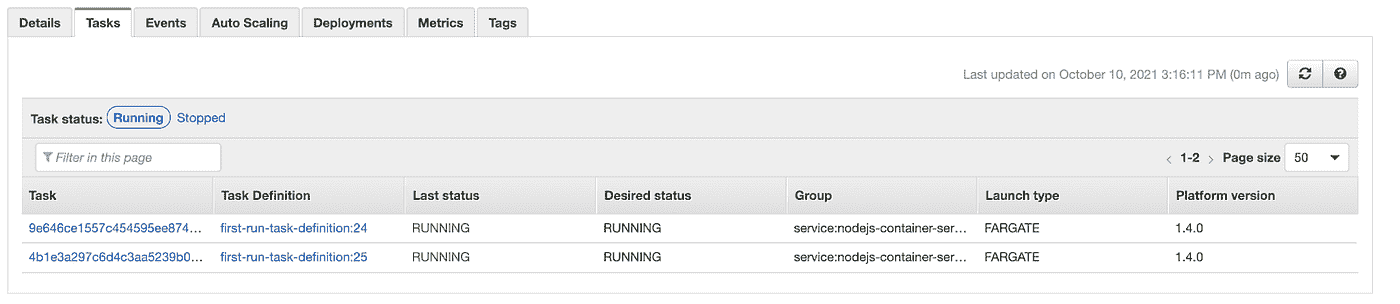 Details Tasks Events Auto Scaling Deployments Metrics Tags
Last updated on October 10, 2021 3:16:11 PM (0m ago)
Task status: Running Stopped
Filter in this page 1-2 Page size 50
Task Task Definition Last status Desired status Group Launch type Platform version
9e646ce1557c454595ee874... first-run-task-definition:24 RUNNING RUNNING service:nodejs-container-ser... FARGATE 1.4.0
4b1e3a297c6d4c3aa5239b0... first-run-task-definition:25 RUNNING RUNNING service:nodejs-container-ser... FARGATE 1.4.0